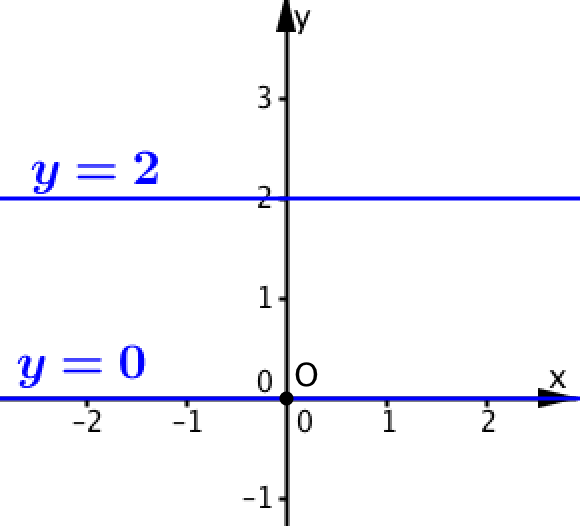 y
3
y = 2
2
1
y = 0
0
O
x
–2
–1
0
1
2
–1